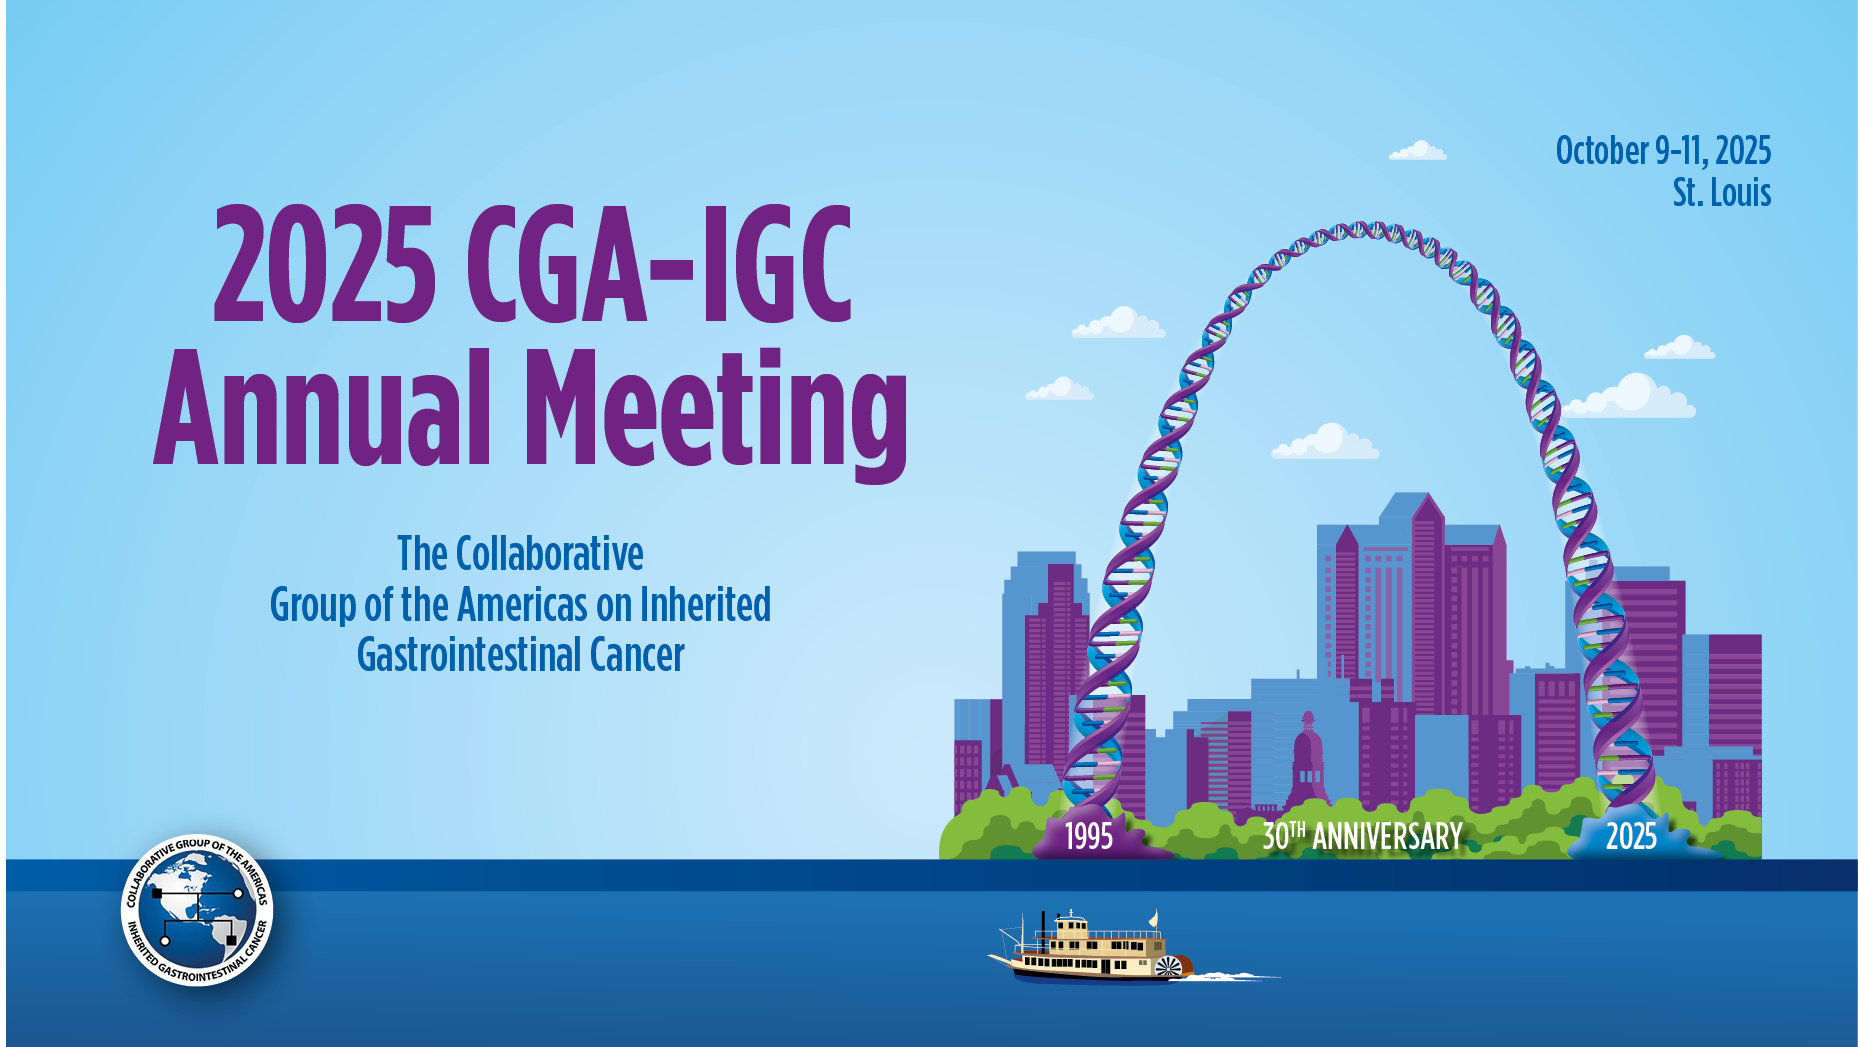 October 9–11, 2025
St. Louis
2025 CGA–IGC
Annual Meeting
The Collaborative
Group of the Americas on Inherited
Gastrointestinal Cancer
1995
30TH ANNIVERSARY
2025
COLLABORATIVE GROUP OF THE AMERICAS
INHERITED GASTROINTESTINAL CANCER